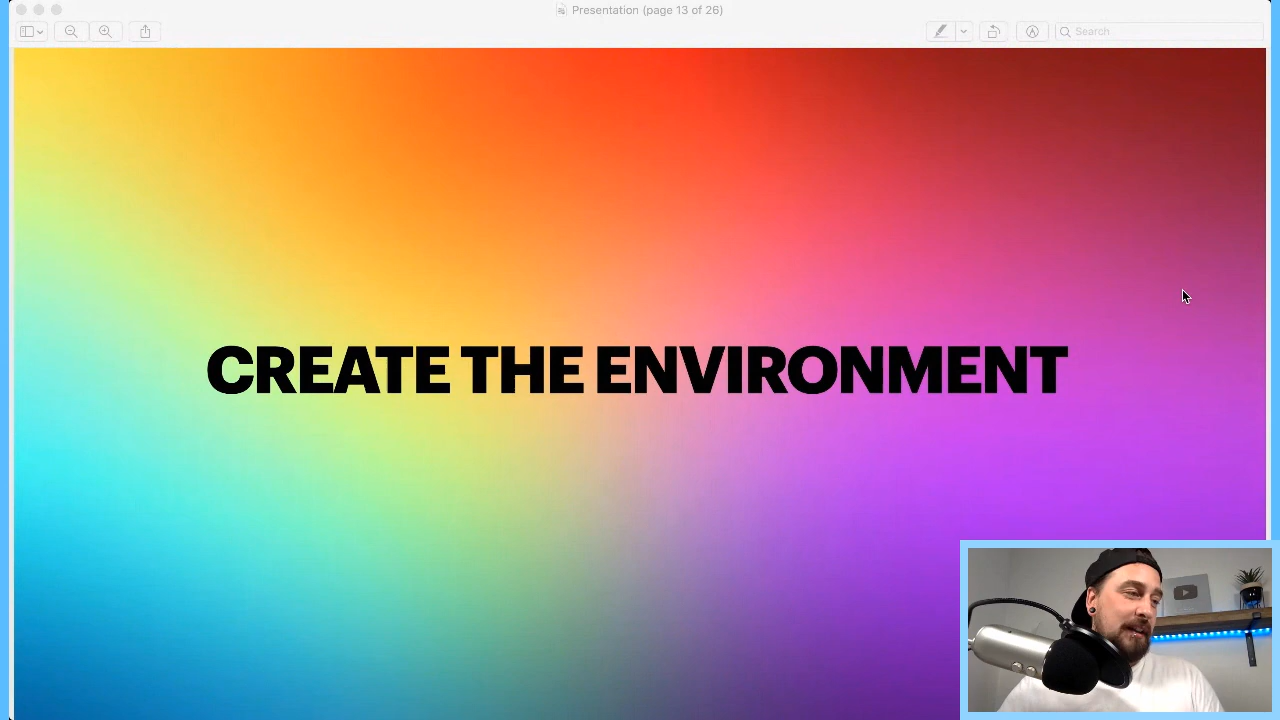 Presentation (page 13 of 26)
Search
CREATE THE ENVIRONMENT